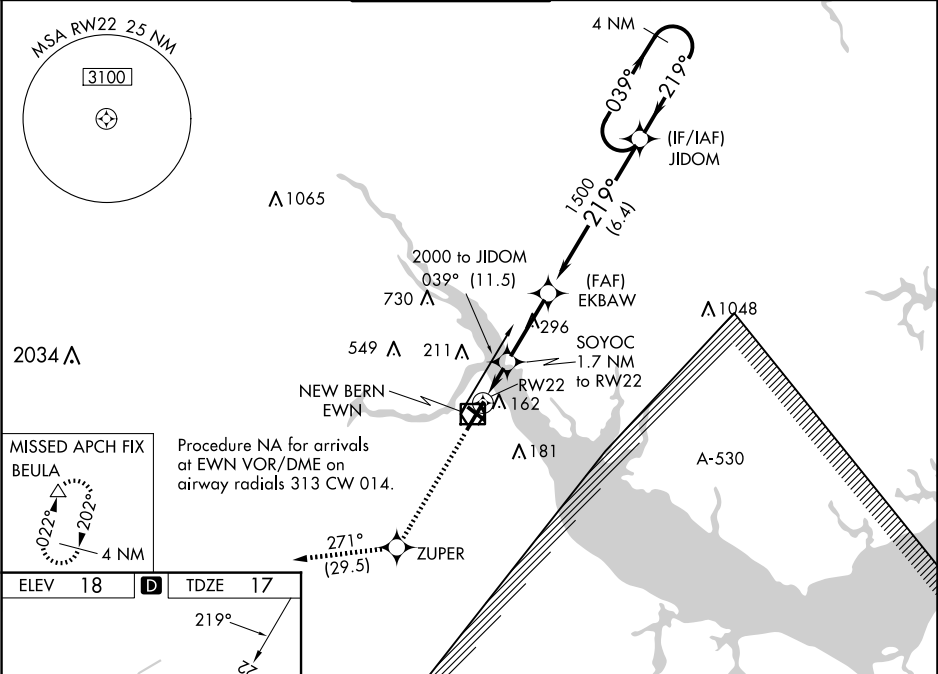 MSA RW22 25 NM
3100
4 NM
039°
219°
(IF/IAF)
JIDOM
1500
219°
(6.4)
1065
2000 to JIDOM
039° (11.5)
(FAF)
EKBAW
730
296
1048
2034
549
211
SOYOC
1.7 NM
to RW22
NEW BERN
EWN
RW22
162
181
A-530
MISSED APCH FIX
BEULA
022°
202°
4 NM
Procedure NA for arrivals
at EWN VOR/DME on
airway radials 313 CW 014.
271°
(29.5)
ZUPER
ELEV 18 D TDZE 17
219°
22